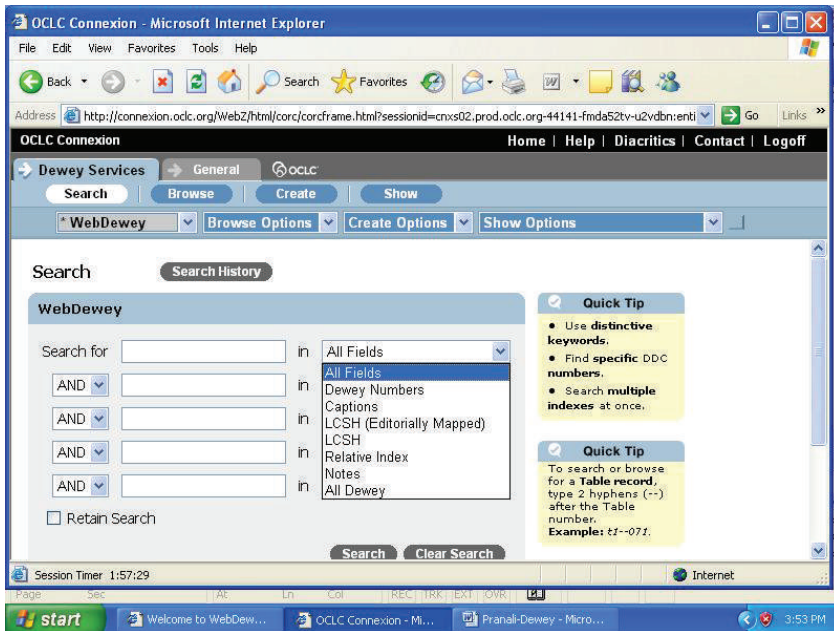 OCLC Connexion - Microsoft Internet Explorer
File Edit View Favorites Tools Help
Back Search Favorites
Address http://connexion.oclc.org/WebZ/html/corc/corcframe.html?sessionid=cnxs02.prod.oclc.org-44141-fmda52tv-u2vdbn:enti Go Links »
OCLC Connexion Home | Help | Diacritics | Contact | Logoff
Dewey Services General OCLC
Search Browse Create Show
* WebDewey Browse Options Create Options Show Options
Search Search History
WebDewey
Search for in All Fields
AND in
AND in
AND in
AND in
All Fields
Dewey Numbers
Captions
LCSH (Editorially Mapped)
LCSH
Relative Index
Notes
All Dewey
Retain Search
Search Clear Search
Quick Tip
• Use distinctive
keywords.
• Find specific DDC
numbers.
• Search multiple
indexes at once.
Quick Tip
To search or browse
for a Table record,
type 2 hyphens (--)
after the Table
number.
Example: t1--071.
Session Timer 1:57:29 Internet
Page Sec At Ln Col REC TRK EXT OVR
start Welcome to WebDew... OCLC Connexion - Mi... Pranali-Dewey - Micro... 3:53 PM